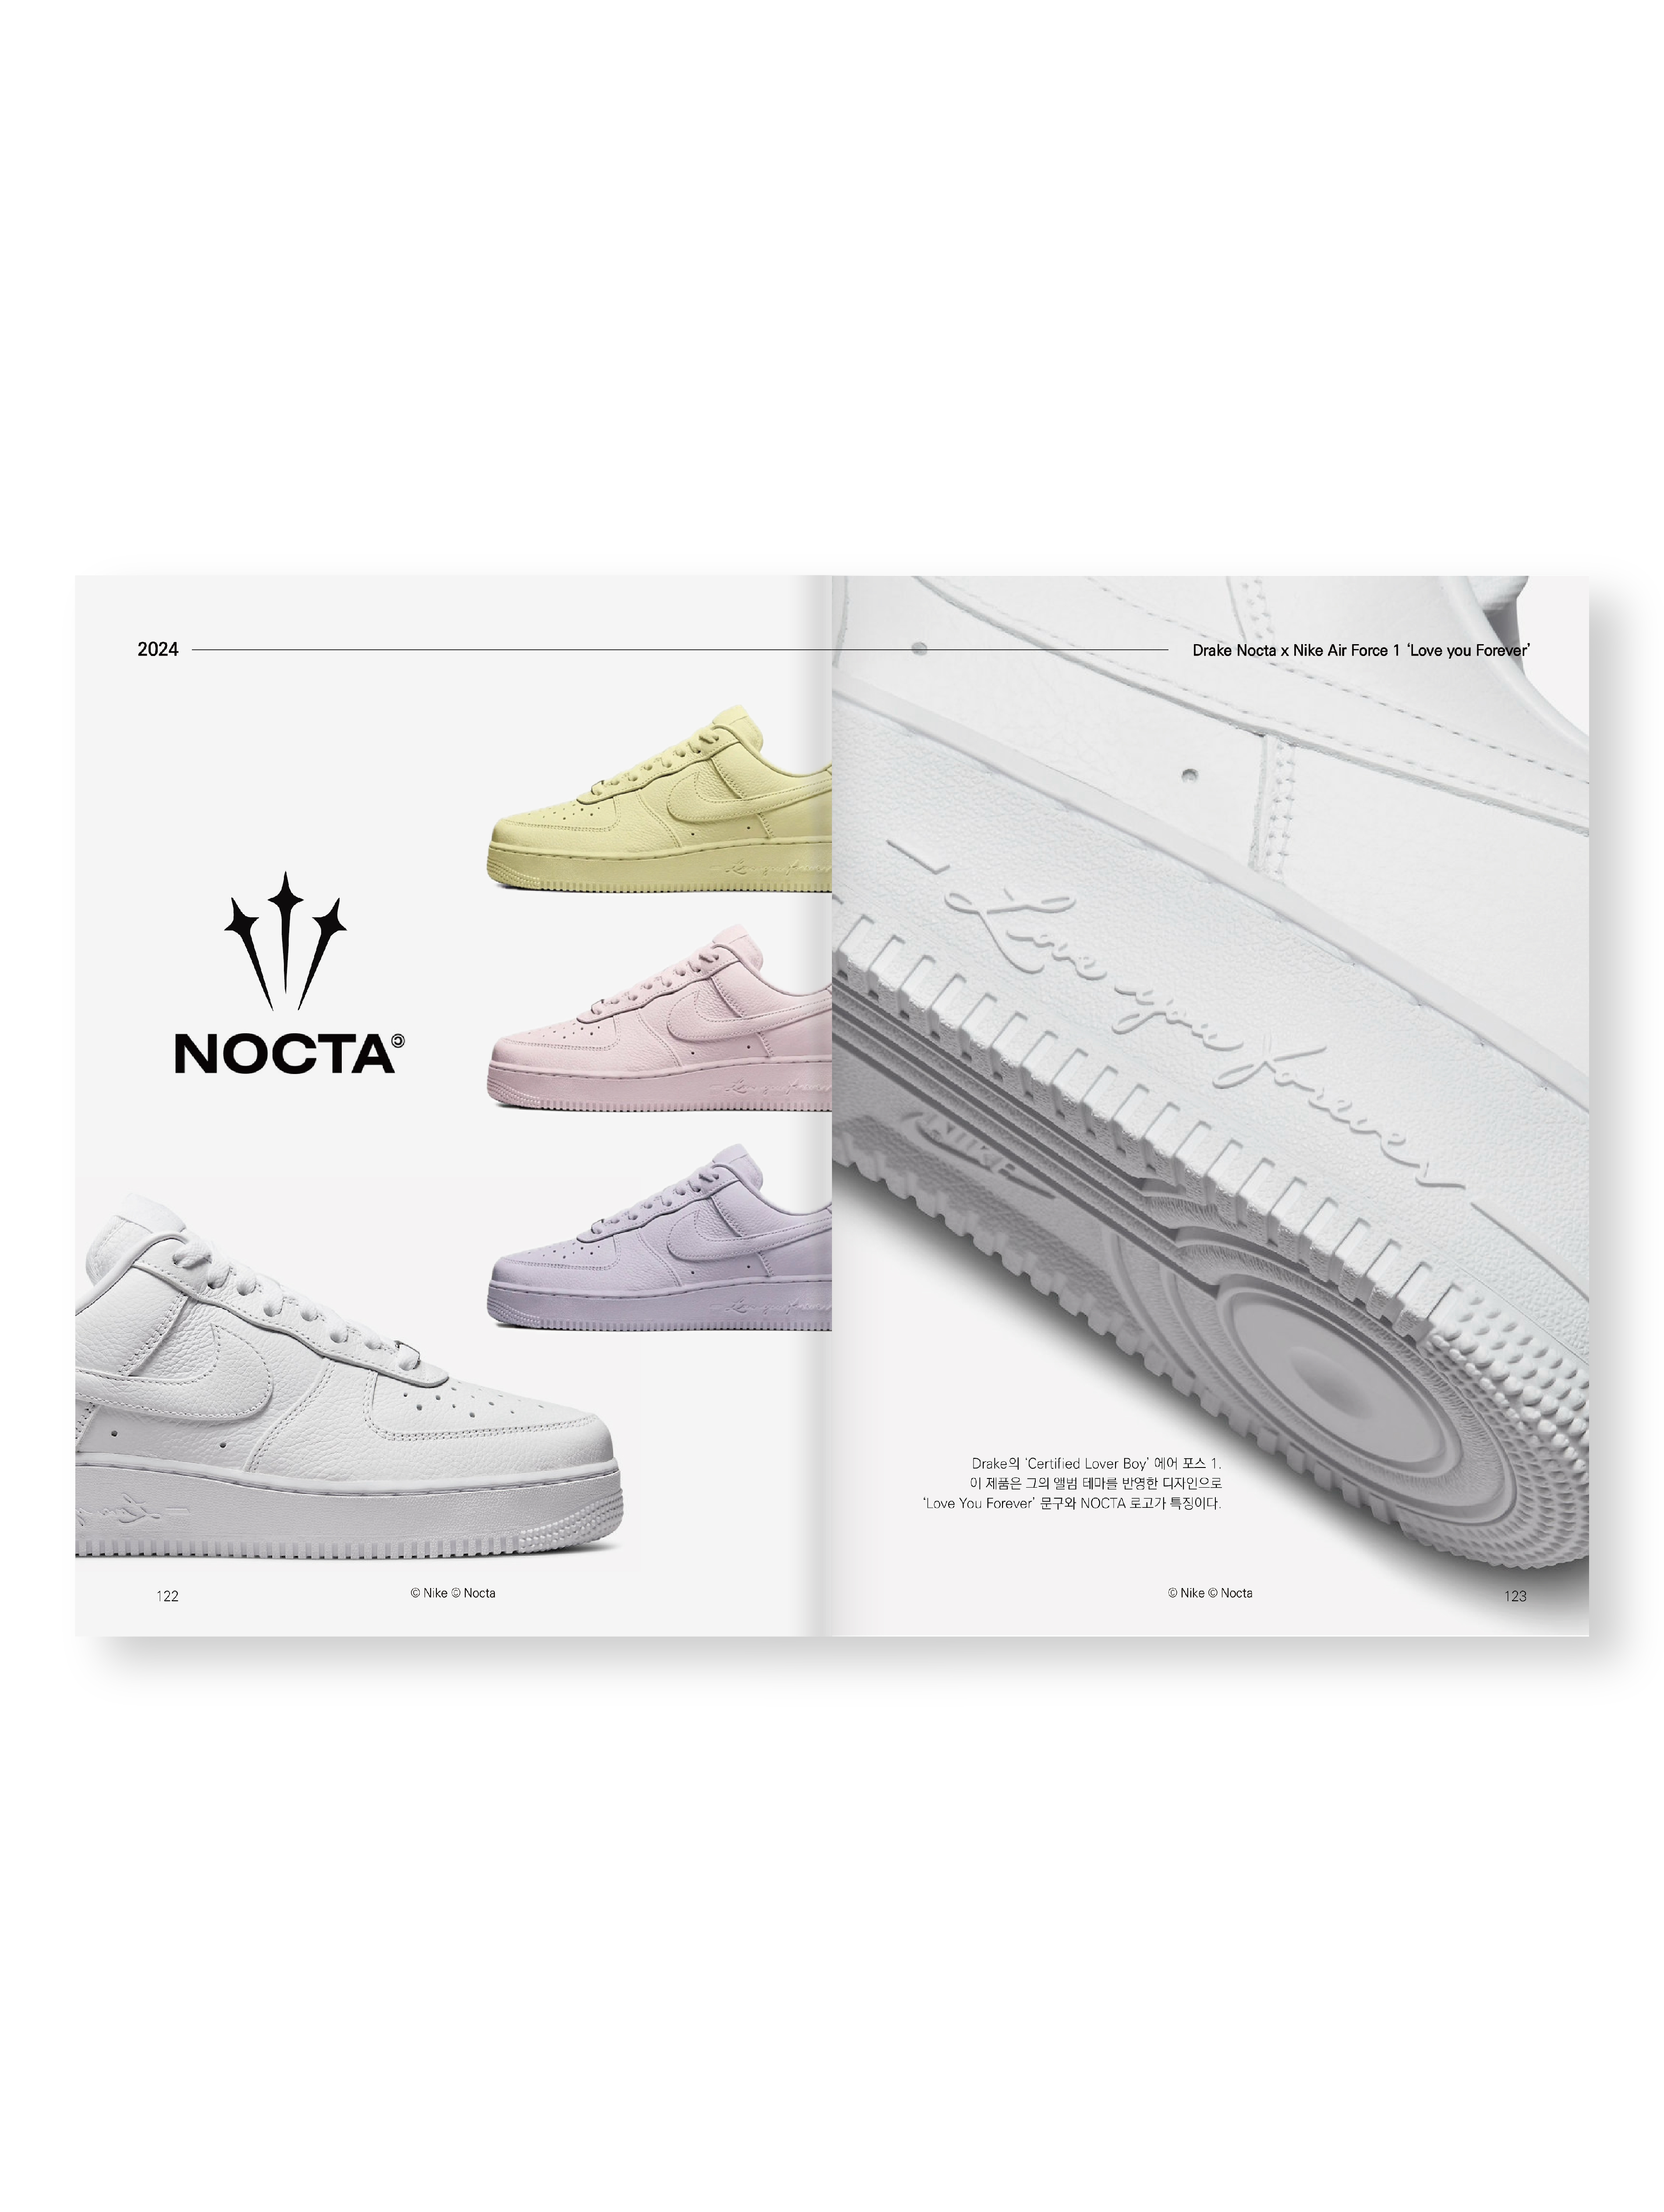 2024
Drake Nocta x Nike Air Force 1 ‘Love you Forever’
NOCTA©
Love you forever
NIKE
Drake의 ‘Certified Lover Boy’ 에어 포스 1.
이 제품은 그의 앨범 테마를 반영한 디자인으로
‘Love You Forever’ 문구와 NOCTA 로고가 특징이다.
122
© Nike © Nocta
© Nike © Nocta
123